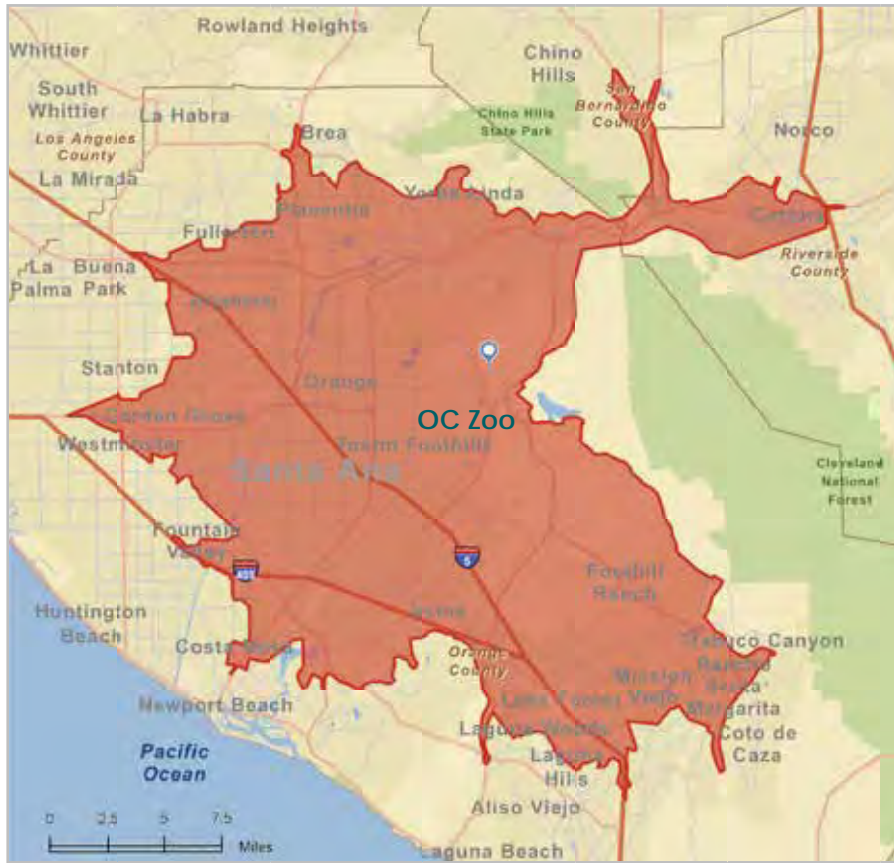 Rowland Heights
Whittier
Chino
Hills
South
Whittier
San
Bernardino
County
La Habra
Chino Hills
State Park
Brea
Norco
Los Angeles
County
La Mirada
Yorba Linda
Placentia
Corona
Fullerton
Riverside
County
La
Palma
Buena
Park
Anaheim
Stanton
Orange
OC Zoo
Garden Grove
Westminster
Tustin Foothills
Santa Ana
Cleveland
National
Forest
Fountain
Valley
5
405
Foothill
Ranch
Huntington
Beach
Irvine
Costa Mesa
Orange
County
Trabuco Canyon
Rancho
Santa
Margarita
Mission
Viejo
Lake Forest
Newport Beach
Laguna Woods
Coto de
Caza
Laguna
Hills
Pacific
Ocean
Aliso Viejo
0 2.5 5 7.5
Miles
Laguna Beach